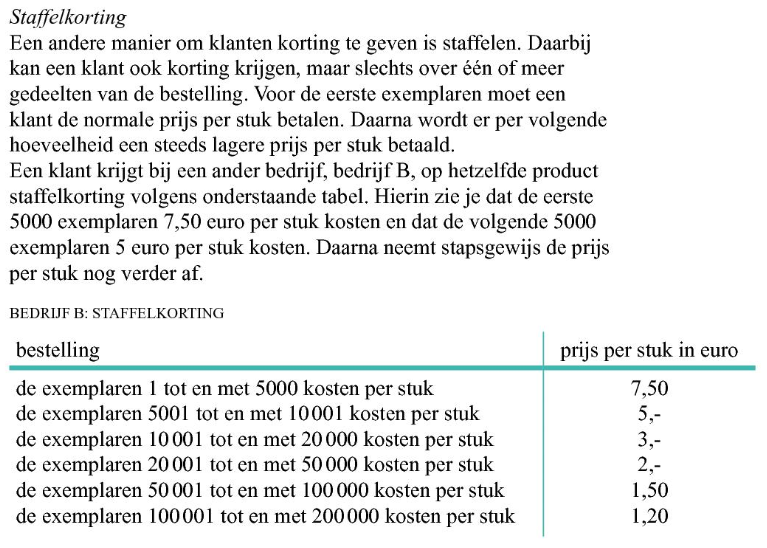 Staffelkorting
Een andere manier om klanten korting te geven is staffelen. Daarbij
kan een klant ook korting krijgen, maar slechts over één of meer
gedeelten van de bestelling. Voor de eerste exemplaren moet een
klant de normale prijs per stuk betalen. Daarna wordt er per volgende
hoeveelheid een steeds lagere prijs per stuk betaald.
Een klant krijgt bij een ander bedrijf, bedrijf B, op hetzelfde product
staffelkorting volgens onderstaande tabel. Hierin zie je dat de eerste
5000 exemplaren 7,50 euro per stuk kosten en dat de volgende 5000
exemplaren 5 euro per stuk kosten. Daarna neemt stapsgewijs de prijs
per stuk nog verder af.
BEDRIJF B: STAFFELKORTING
bestelling prijs per stuk in euro
de exemplaren 1 tot en met 5000 kosten per stuk 7,50
de exemplaren 5001 tot en met 10 001 kosten per stuk 5,-
de exemplaren 10 001 tot en met 20 000 kosten per stuk 3,-
de exemplaren 20 001 tot en met 50 000 kosten per stuk 2,-
de exemplaren 50 001 tot en met 100 000 kosten per stuk 1,50
de exemplaren 100 001 tot en met 200 000 kosten per stuk 1,20